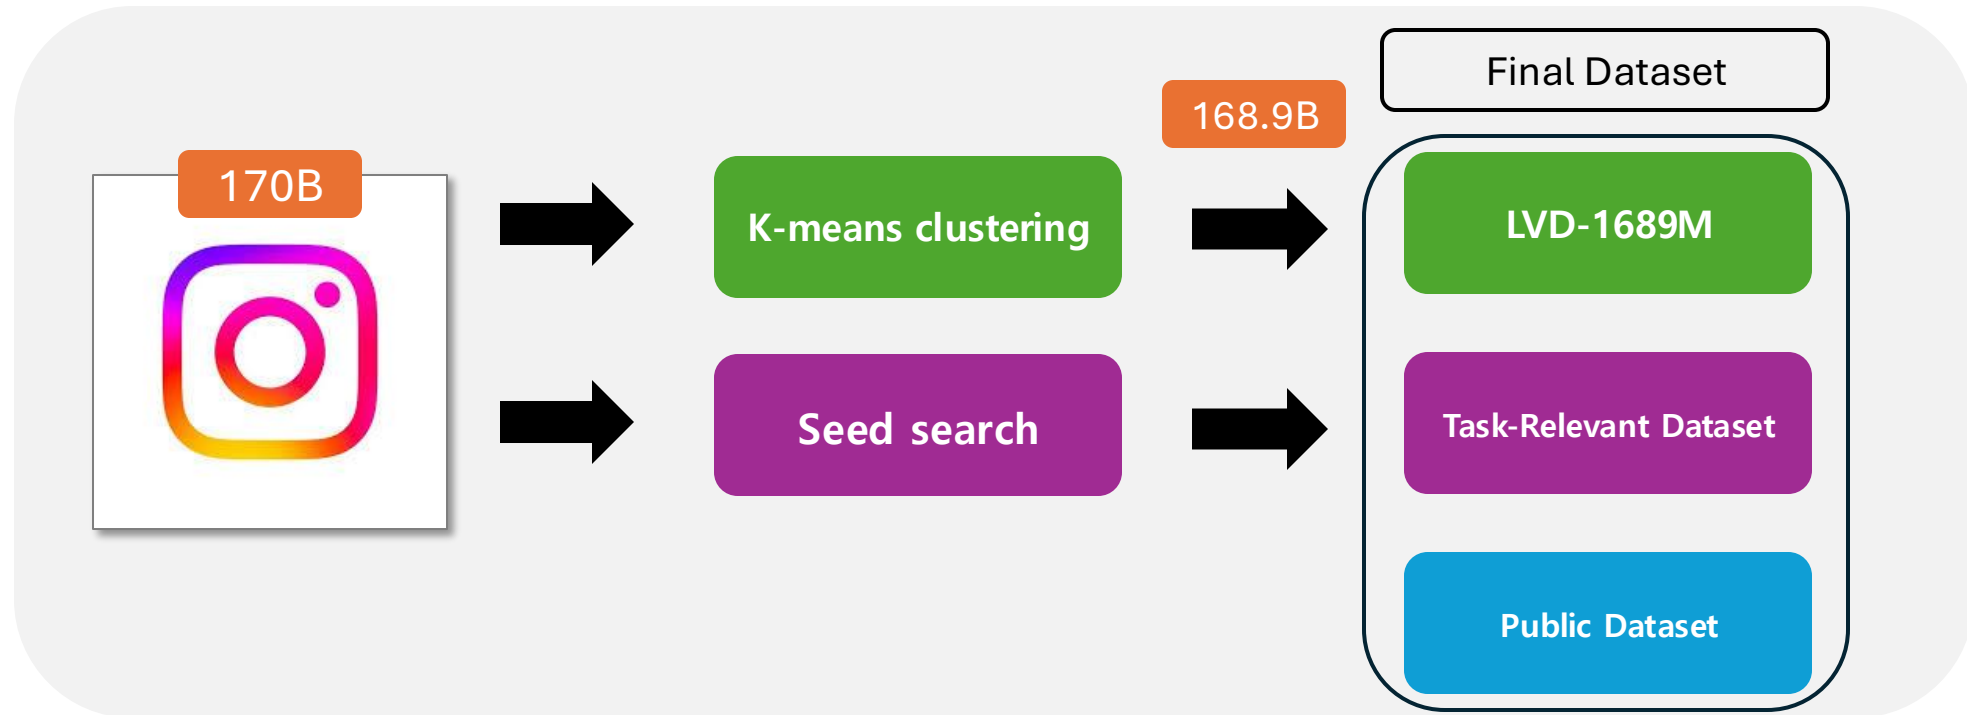 Final Dataset
168.9B
170B
K-means clustering
LVD-1689M
Seed search
Task-Relevant Dataset
Public Dataset